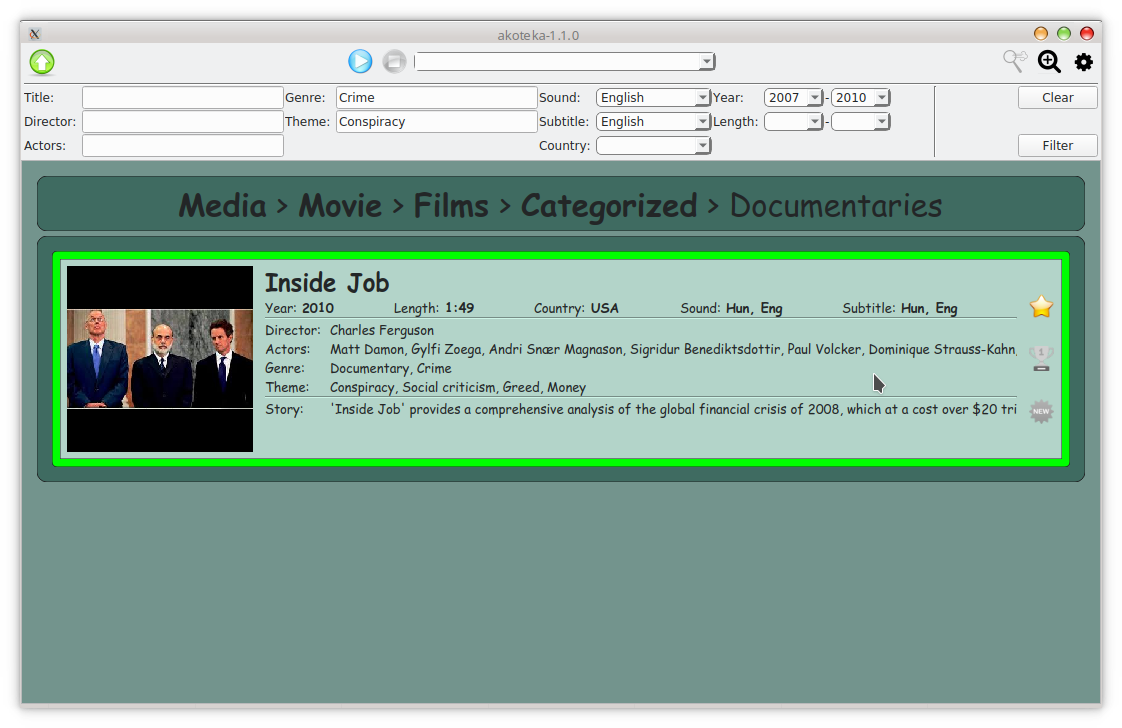 akoteka-1.1.0
Title: Genre: Crime Sound: English Year: 2007 - 2010 Clear
Director: Theme: Conspiracy Subtitle: English Length: -
Actors: Country: Filter
Media > Movie > Films > Categorized > Documentaries
Inside Job
Year: 2010 Length: 1:49 Country: USA Sound: Hun, Eng Subtitle: Hun, Eng
Director: Charles Ferguson
Actors: Matt Damon, Gylfi Zoega, Andri Snær Magnason, Sigridur Benediktsdottir, Paul Volcker, Dominique Strauss-Kahn,
1
Genre: Documentary, Crime
Theme: Conspiracy, Social criticism, Greed, Money
Story: 'Inside Job' provides a comprehensive analysis of the global financial crisis of 2008, which at a cost over $20 tri
NEW